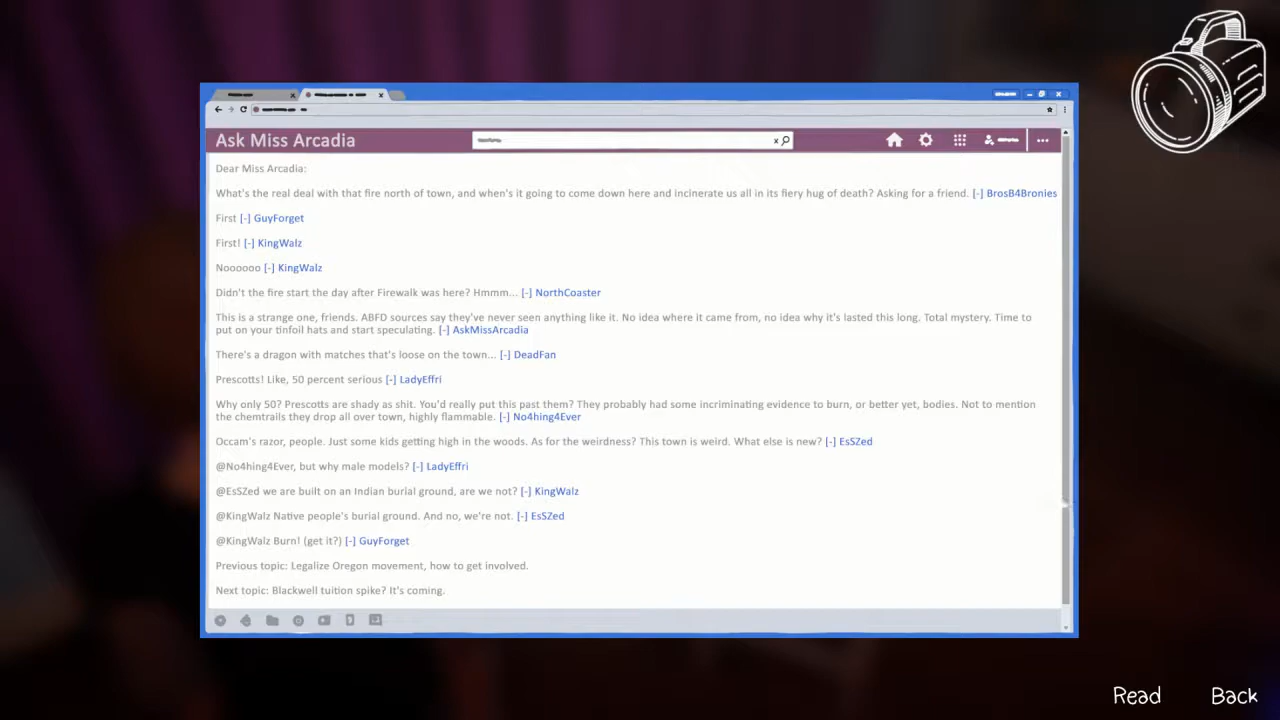 Ask Miss Arcadia
Dear Miss Arcadia:
What's the real deal with that fire north of town, and when's it going to come down here and incinerate us all in its fiery hug of death? Asking for a friend. [-] BrosB4Bronies
First [-] GuyForget
First! [-] KingWalz
Noooooo [-] KingWalz
Didn't the fire start the day after Firewalk was here? Hmmm... [-] NorthCoaster
This is a strange one, friends. ABFD sources say they've never seen anything like it. No idea where it came from, no idea why it's lasted this long. Total mystery. Time to
put on your tinfoil hats and start speculating. [-] AskMissArcadia
There's a dragon with matches that's loose on the town... [-] DeadFan
Prescotts! Like, 50 percent serious [-] LadyEffri
Why only 50? Prescotts are shady as shit. You'd really put this past them? They probably had some incriminating evidence to burn, or better yet, bodies. Not to mention
the chemtrails they drop all over town, highly flammable. [-] No4hing4Ever
Occam's razor, people. Just some kids getting high in the woods. As for the weirdness? This town is weird. What else is new? [-] EsSZed
@No4hing4Ever, but why male models? [-] LadyEffri
@EsSZed we are built on an Indian burial ground, are we not? [-] KingWalz
@KingWalz Native people's burial ground. And no, we're not. [-] EsSZed
@KingWalz Burn! (get it?) [-] GuyForget
Previous topic: Legalize Oregon movement, how to get involved.
Next topic: Blackwell tuition spike? It's coming.
Read Back